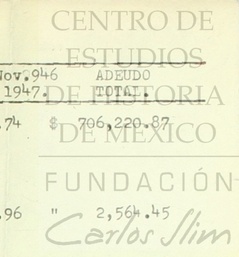 CENTRO DE
ESTUDIOS
Nov.946 ADEUDO
DE HISTORIA
1947. TOTAL.
.74 $ 706,220.87
DE MÉXICO
FUNDACIÓN
.96 " 2,564.45
Carlos Slim